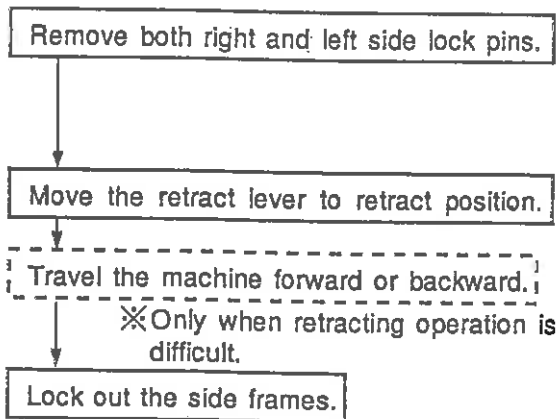 Remove both right and left side lock pins.
Move the retract lever to retract position.
Travel the machine forward or backward.
※Only when retracting operation is
difficult.
Lock out the side frames.